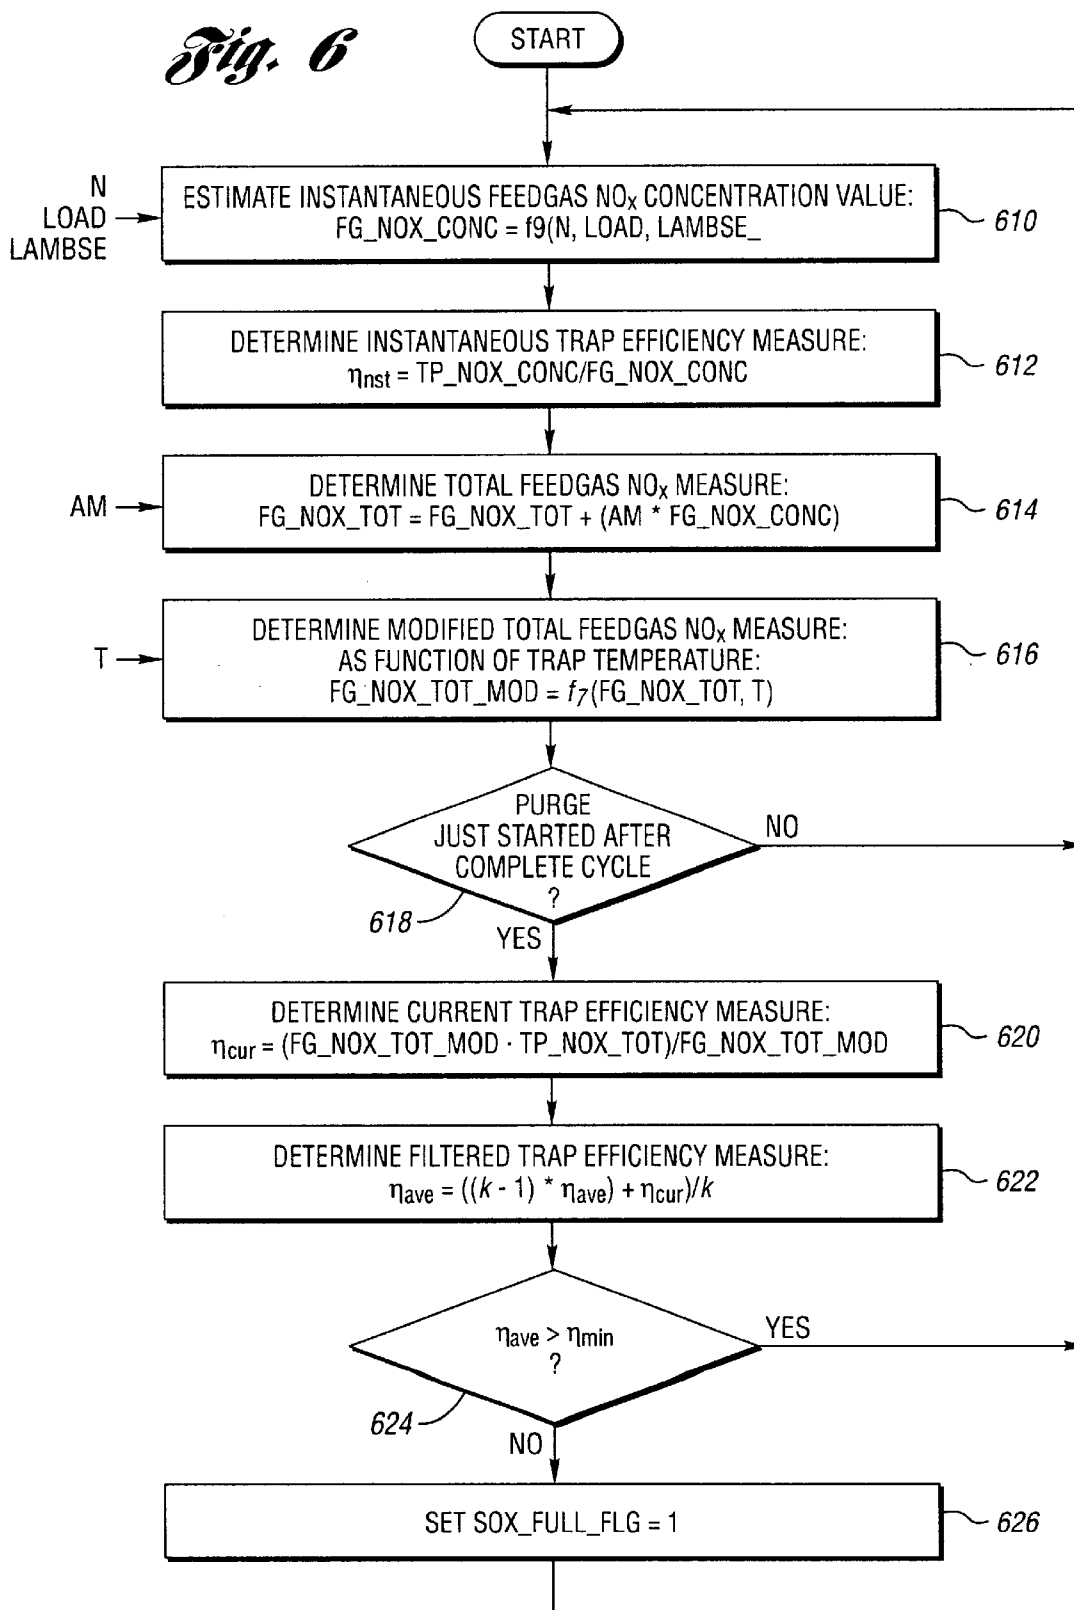 Fig. 6
START
N
LOAD
LAMBSE
ESTIMATE INSTANTANEOUS FEEDGAS NOx CONCENTRATION VALUE:
FG_NOX_CONC = f9(N, LOAD, LAMBSE_
610
DETERMINE INSTANTANEOUS TRAP EFFICIENCY MEASURE:
ηnst = TP_NOX_CONC/FG_NOX_CONC
612
AM
DETERMINE TOTAL FEEDGAS NOx MEASURE:
FG_NOX_TOT = FG_NOX_TOT + (AM * FG_NOX_CONC)
614
T
DETERMINE MODIFIED TOTAL FEEDGAS NOx MEASURE:
AS FUNCTION OF TRAP TEMPERATURE:
FG_NOX_TOT_MOD = f7(FG_NOX_TOT, T)
616
PURGE
JUST STARTED AFTER
COMPLETE CYCLE
?
NO
618
YES
DETERMINE CURRENT TRAP EFFICIENCY MEASURE:
ηcur = (FG_NOX_TOT_MOD · TP_NOX_TOT)/FG_NOX_TOT_MOD
620
DETERMINE FILTERED TRAP EFFICIENCY MEASURE:
ηave = ((k - 1) * ηave) + ηcur)/k
622
ηave > ηmin
?
YES
624
NO
SET SOX_FULL_FLG = 1
626